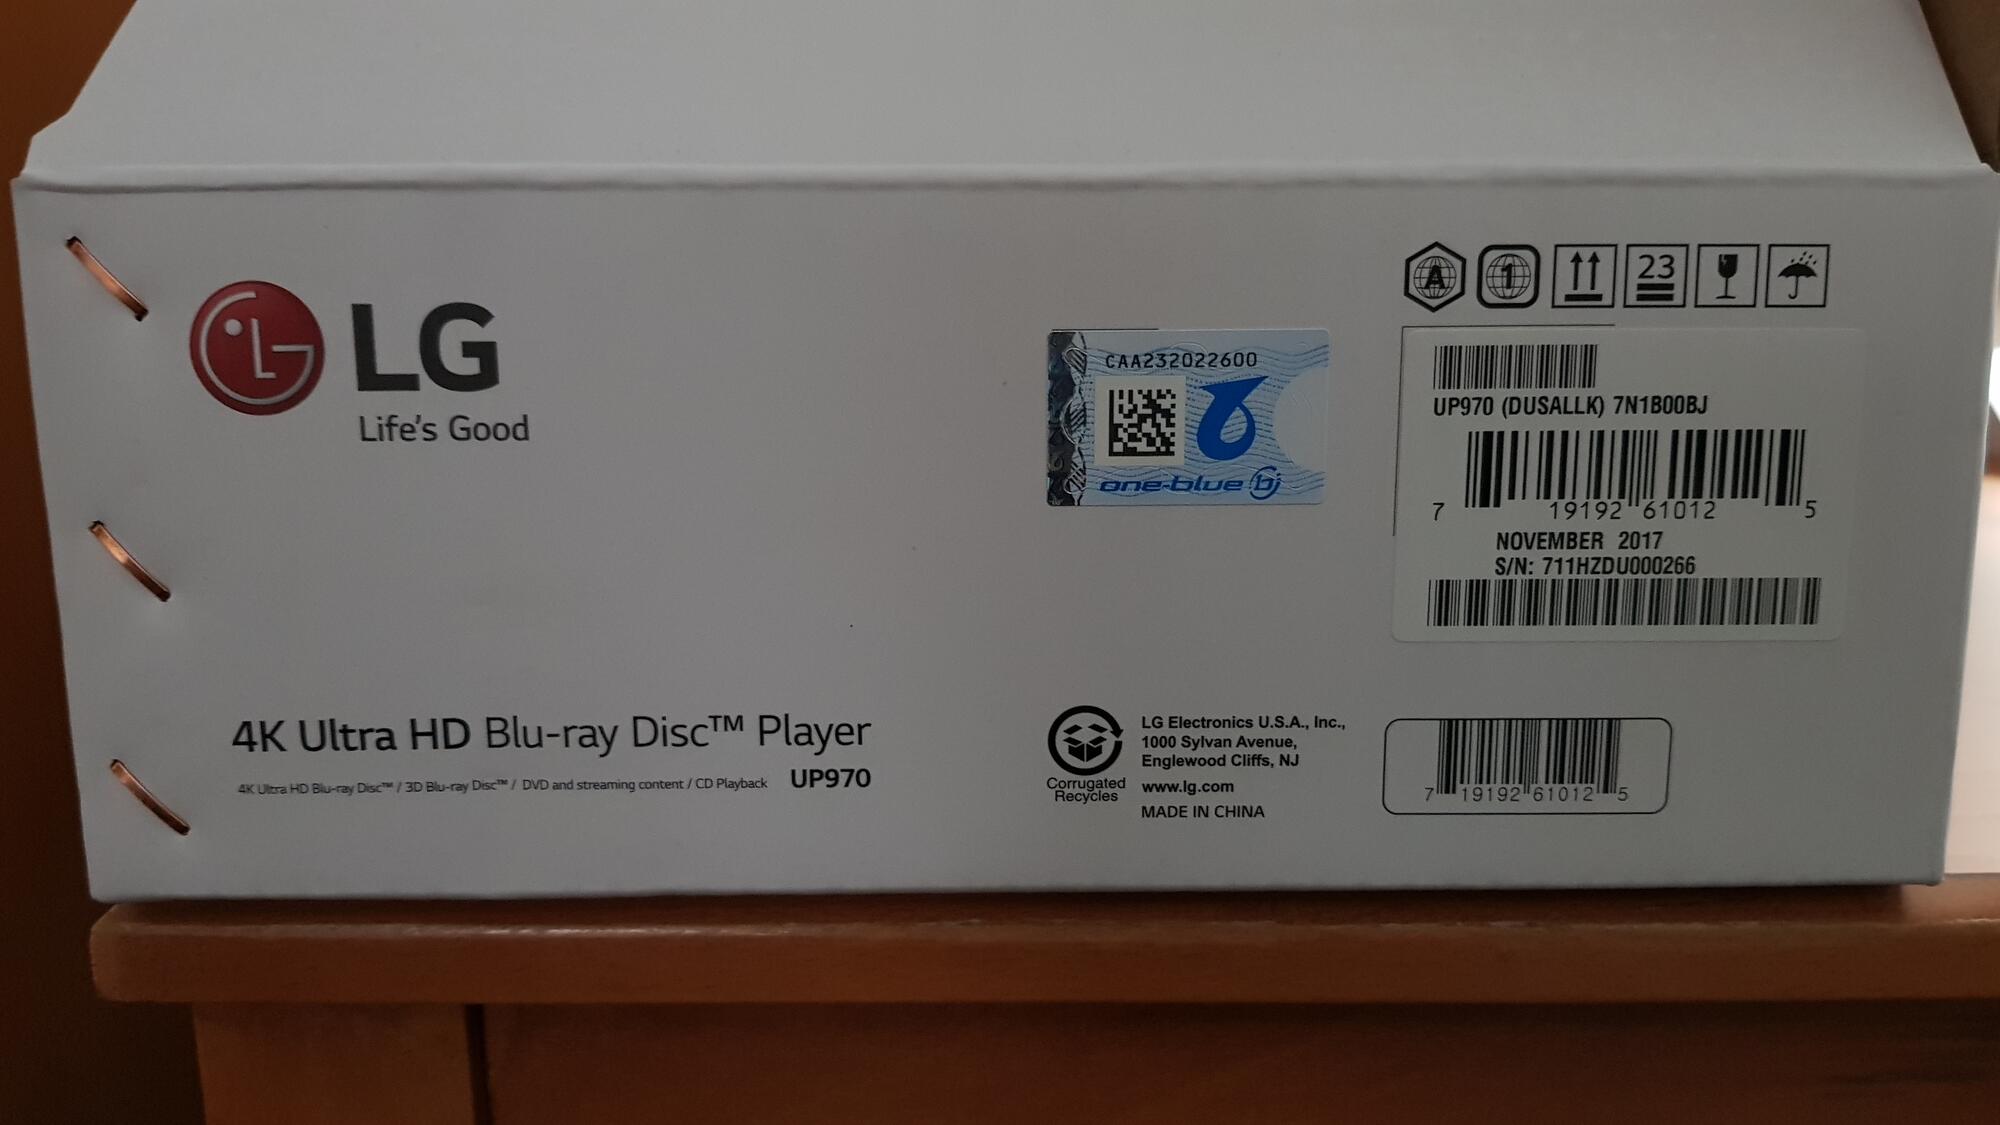 LG
Life's Good
4K Ultra HD Blu-ray Disc™ Player
4K Ultra HD Blu-ray Disc™ / 3D Blu-ray Disc™ / DVD and streaming content / CD Playback UP970
CAA232022600
one-blue
A 1 23
UP970 (DUSALLK) 7N1B00BJ
7 19192 61012 5
NOVEMBER 2017
S/N: 711HZDU000266
Corrugated
Recycles
LG Electronics U.S.A., Inc.,
1000 Sylvan Avenue,
Englewood Cliffs, NJ
www.lg.com
MADE IN CHINA
7 19192 61012 5